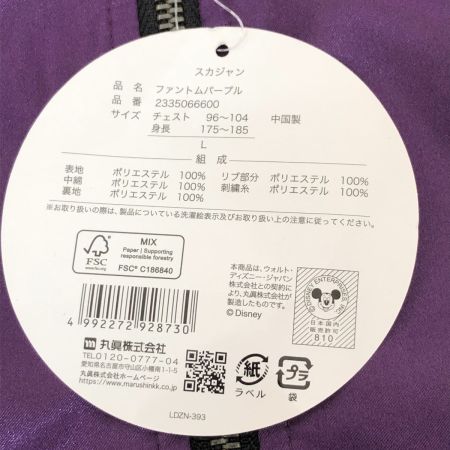 スカジャン
品 名 ファントムパープル
品 番 2335066600
サイズ チェスト 96〜104 中国製
身長 175〜185
L
組 成
表地 ポリエステル 100% リブ部分 ポリエステル 100%
中綿 ポリエステル 100% 刺繍糸 ポリエステル 100%
裏地 ポリエステル 100%
※お取り扱いの際は、製品についている洗濯絵表示及びお取り扱い上の注意に従って下さい。
FSC
www.fsc.org
MIX
Paper | Supporting
responsible forestry
FSC® C186840
4 992272 928730
本商品は、ウォルト・
ディズニー・ジャパン
株式会社との契約により、
丸眞株式会社が
製造したものです。
© Disney
© DISNEY ENTERPRISES, INC.
日本国内
販売許可
810
m 丸眞株式会社
TEL0120-0777-04
愛知県名古屋市守山区小幡南1-1-1
丸眞株式会社ホームページ
https://www.marushinkk.co.jp
紙
ラベル
プラ
袋
LDZN-393